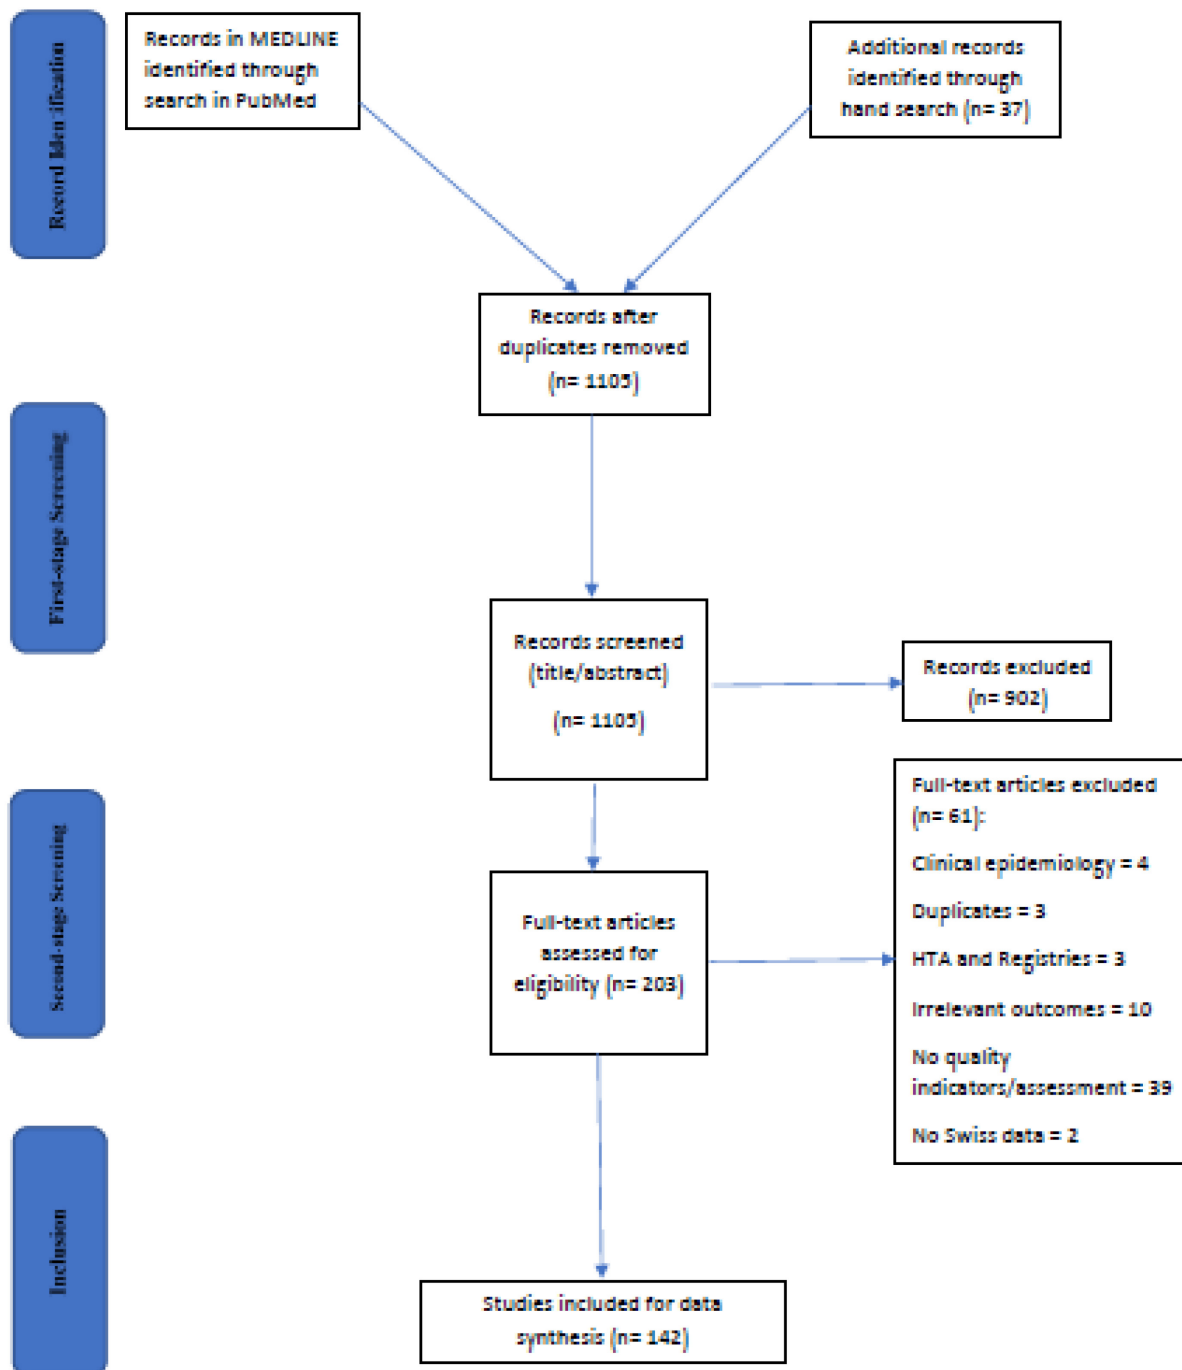 Record Identification
Records in MEDLINE
identified through
search in PubMed
Additional records
identified through
hand search (n= 37)
Records after
duplicates removed
(n= 1105)
First-stage Screening
Records screened
(title/abstract)
(n= 1105)
Records excluded
(n= 902)
Second-stage Screening
Full-text articles
assessed for
eligibility (n= 203)
Full-text articles excluded
(n= 61):
Clinical epidemiology = 4
Duplicates = 3
HTA and Registries = 3
Irrelevant outcomes = 10
No quality
indicators/assessment = 39
No Swiss data = 2
Inclusion
Studies included for data
synthesis (n= 142)